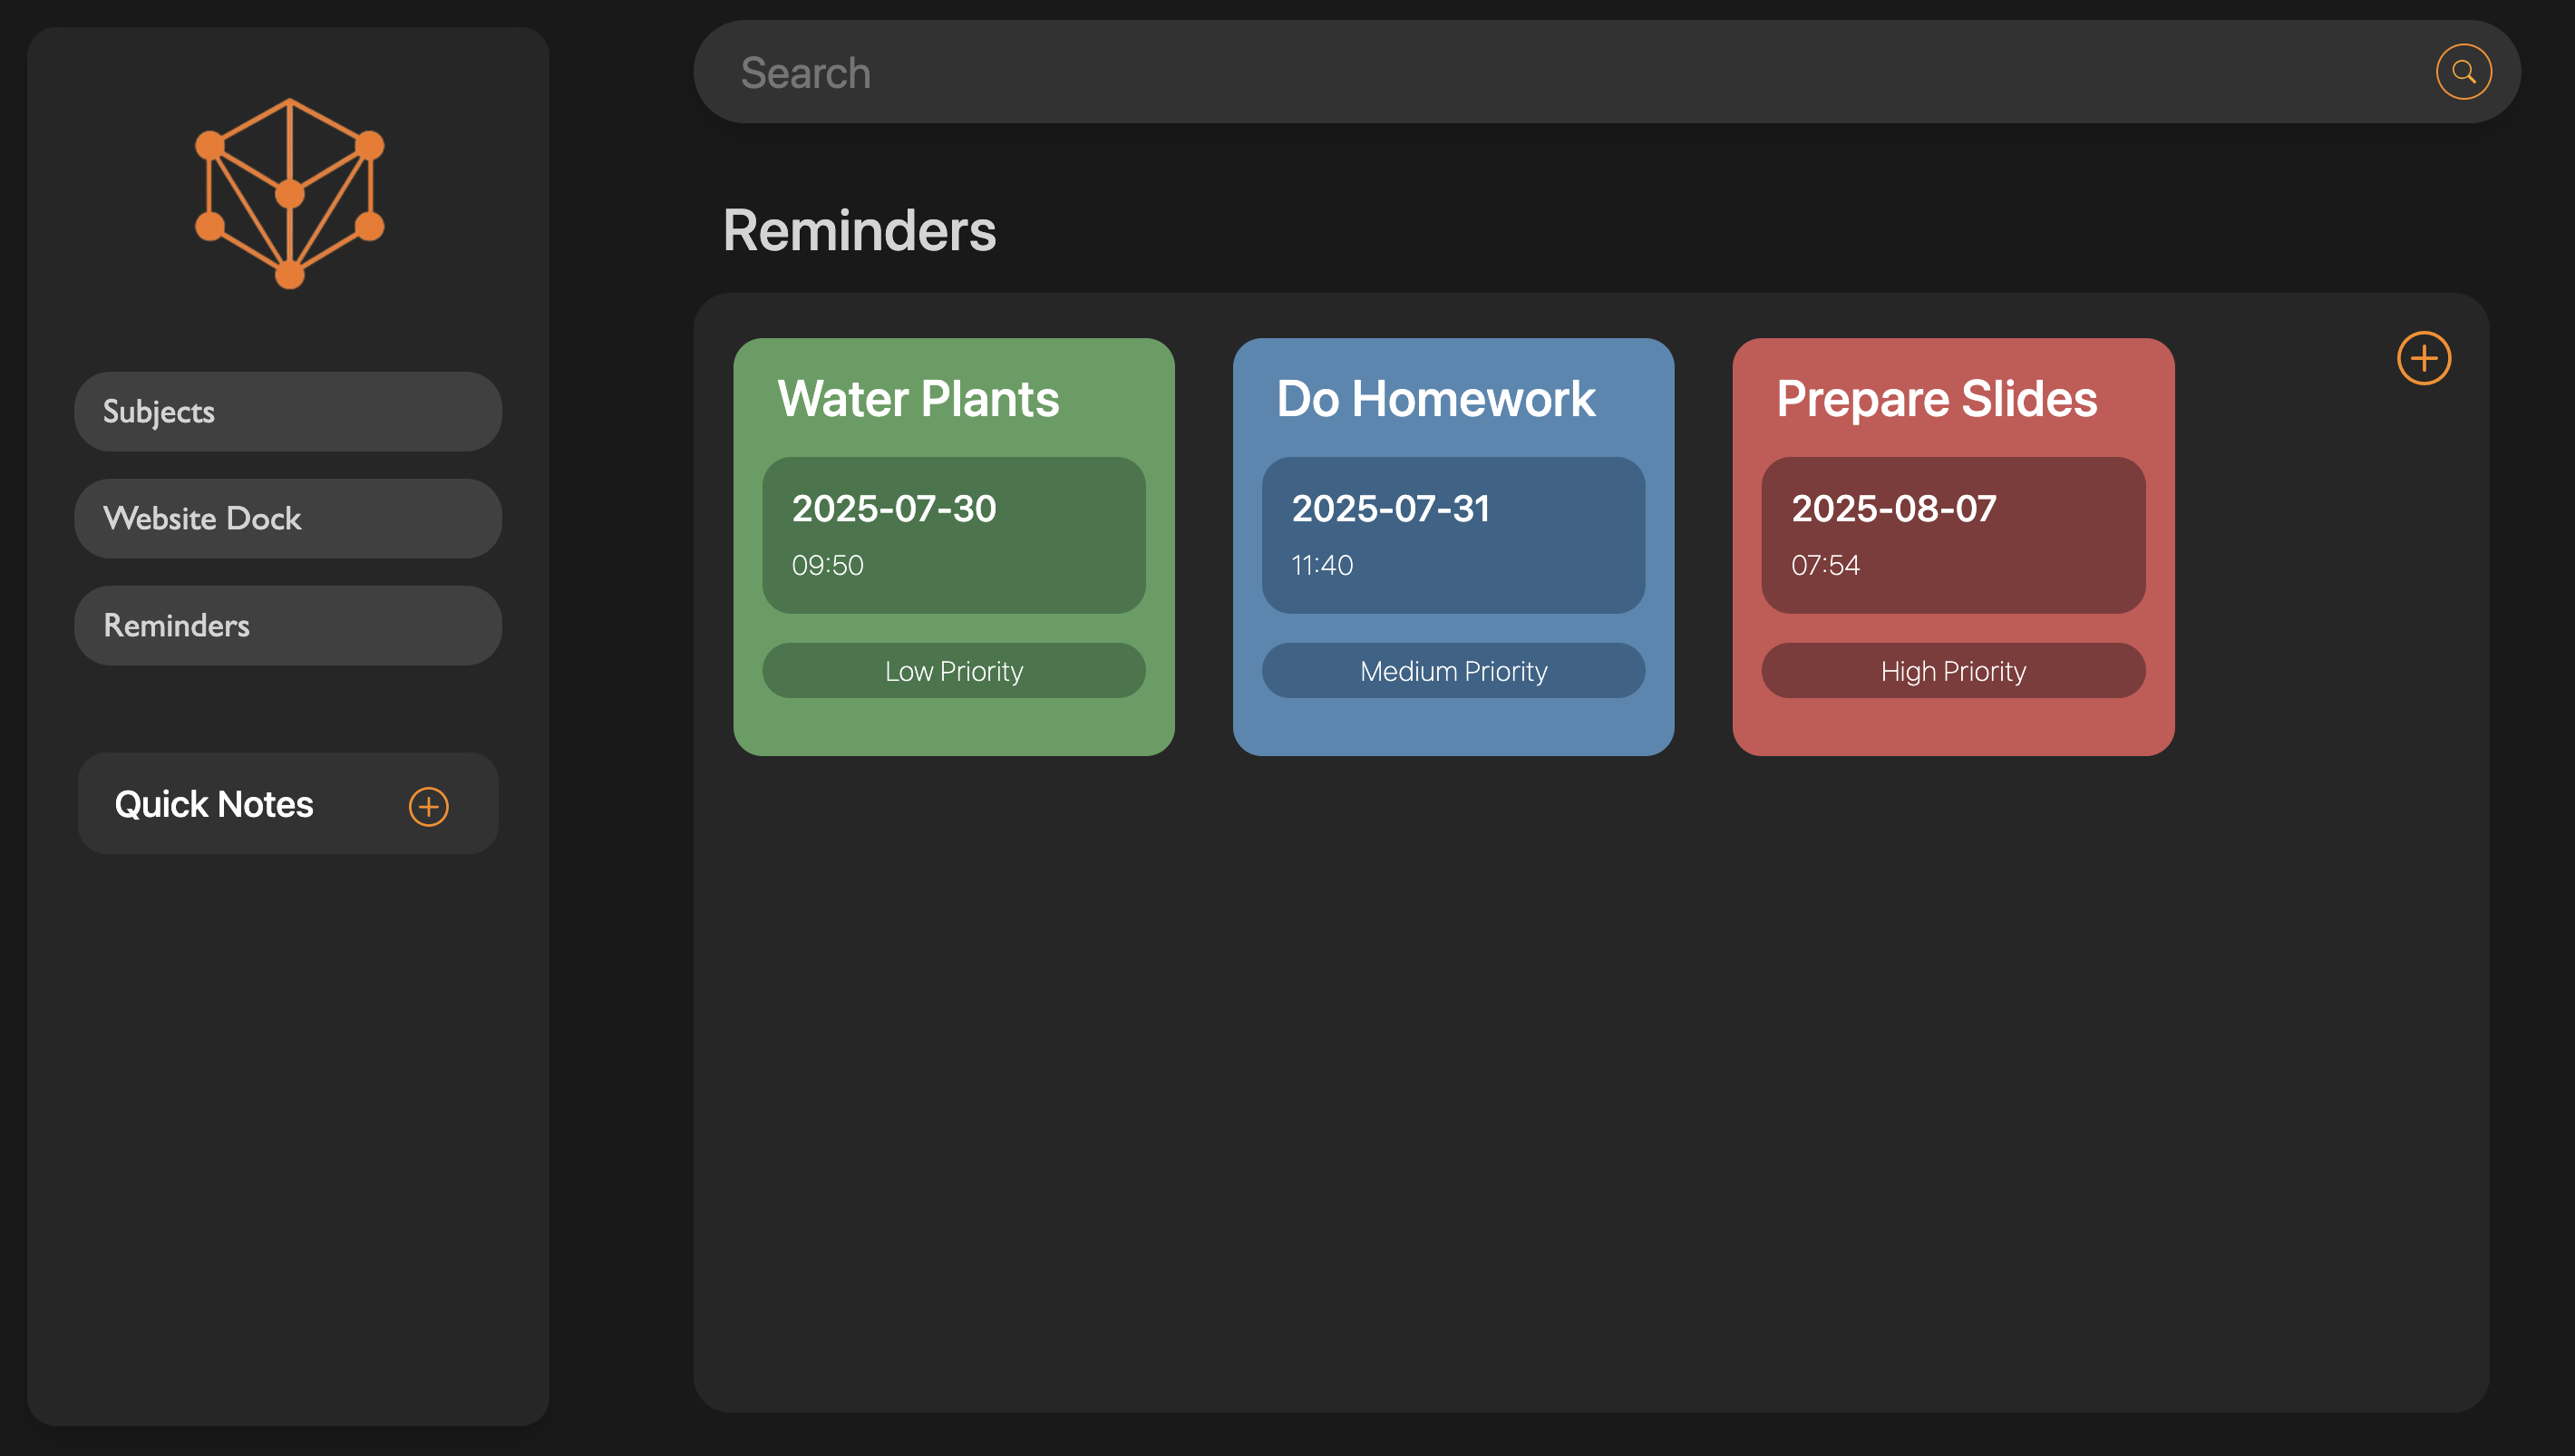 Search
Subjects
Website Dock
Reminders
Quick Notes
Reminders
Water Plants
2025-07-30
09:50
Low Priority
Do Homework
2025-07-31
11:40
Medium Priority
Prepare Slides
2025-08-07
07:54
High Priority